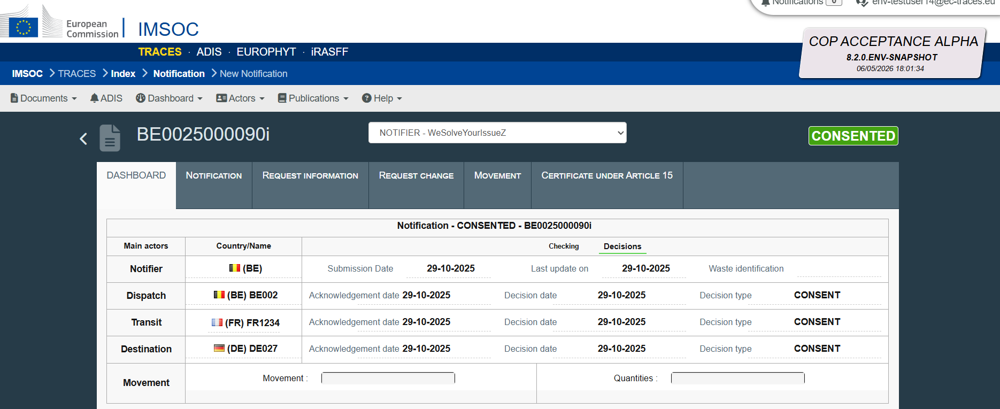 Notifications 0 env-testuser14@ec-traces.eu
European
Commission
IMSOC
COP ACCEPTANCE ALPHA
8.2.0.ENV-SNAPSHOT
06/05/2026 18:01:34
TRACES · ADIS · EUROPHYT · iRASFF
IMSOC TRACES Index Notification New Notification
Documents ADIS Dashboard Actors Publications Help
BE0025000090i
NOTIFIER - WeSolveYourIssueZ
CONSENTED
DASHBOARD NOTIFICATION REQUEST INFORMATION REQUEST CHANGE MOVEMENT CERTIFICATE UNDER ARTICLE 15
Notification - CONSENTED - BE0025000090i
Main actors Country/Name Checking Decisions
Notifier (BE) Submission Date 29-10-2025 Last update on 29-10-2025 Waste identification
Dispatch (BE) BE002 Acknowledgement date 29-10-2025 Decision date 29-10-2025 Decision type CONSENT
Transit (FR) FR1234 Acknowledgement date 29-10-2025 Decision date 29-10-2025 Decision type CONSENT
Destination (DE) DE027 Acknowledgement date 29-10-2025 Decision date 29-10-2025 Decision type CONSENT
Movement Movement : Quantities :